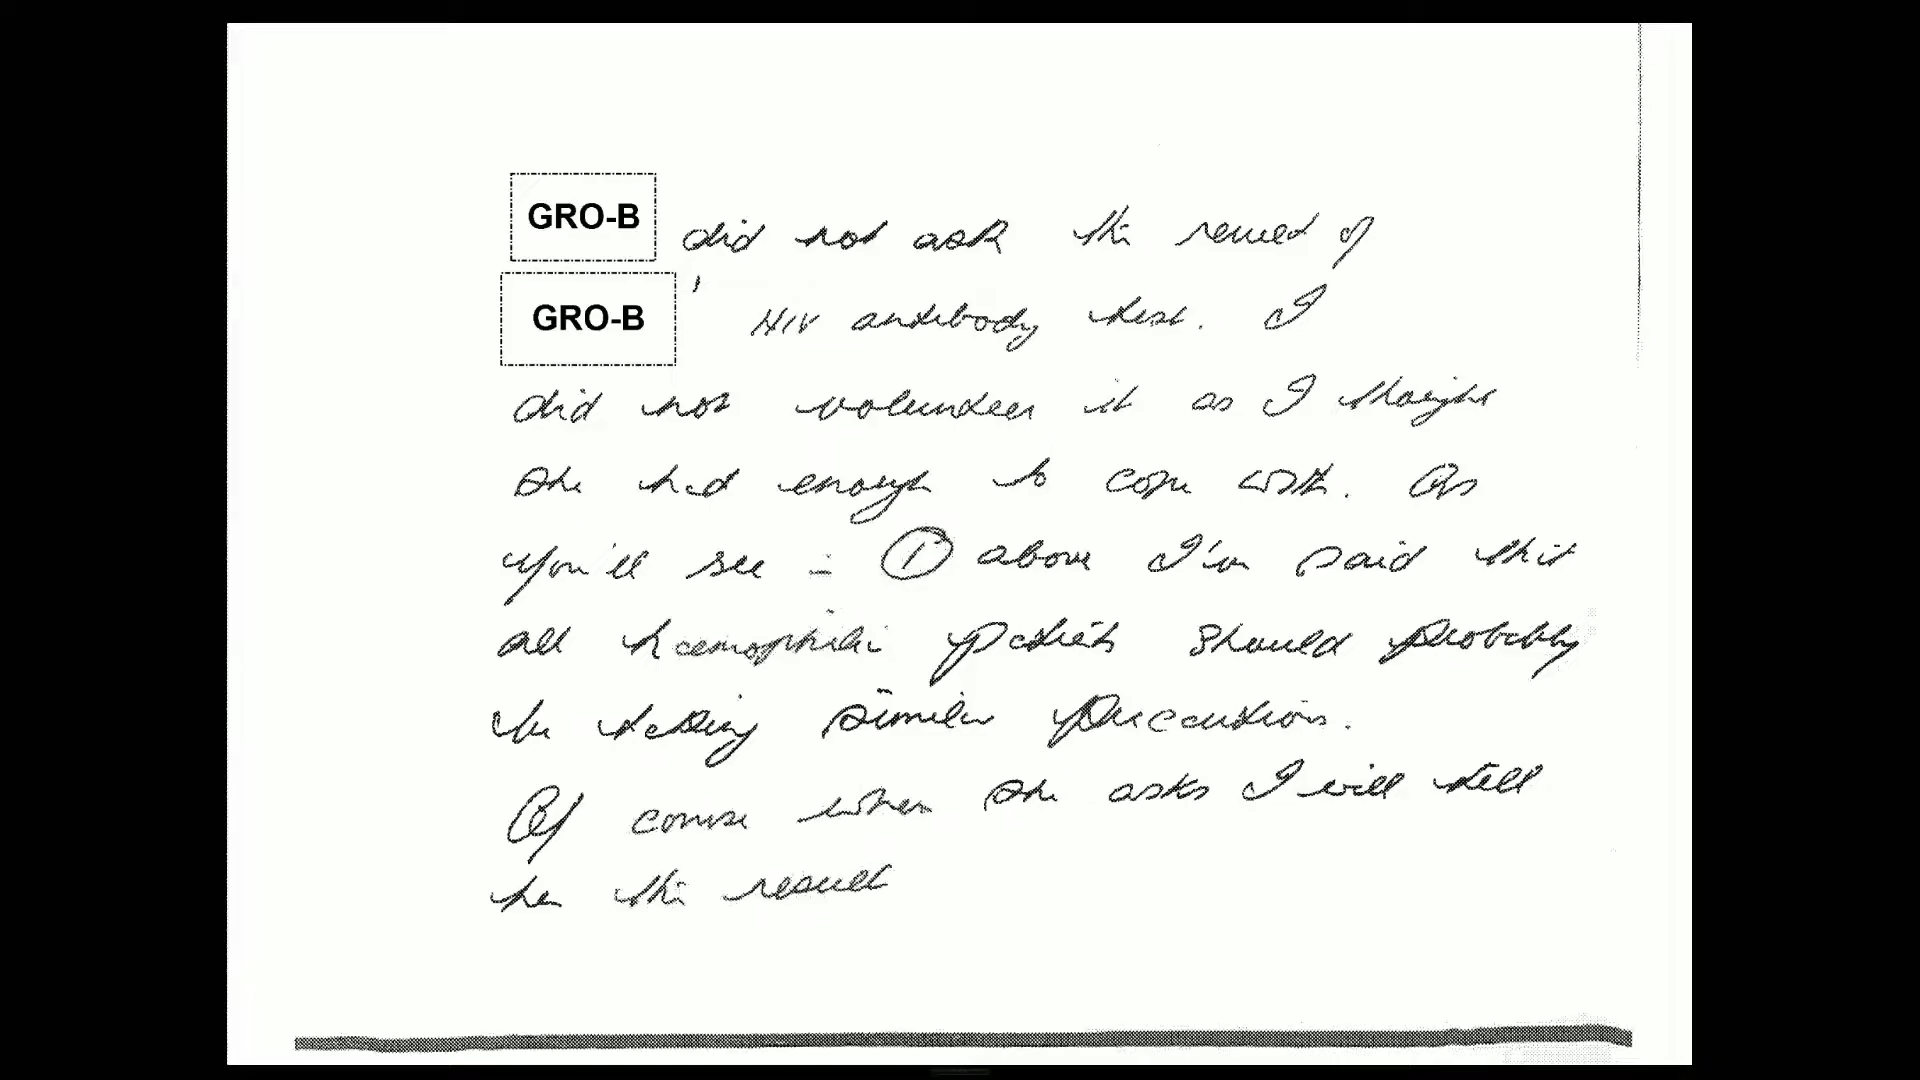 GRO-B did not ask the result of
GRO-B ' HIV antibody test. I
did not volunteer it as I thought
she had enough to cope with. As
you'll see in ① above I've said that
all haemophilic patients should probably
be taking similar precautions.
Of course when she asks I will tell
her the result